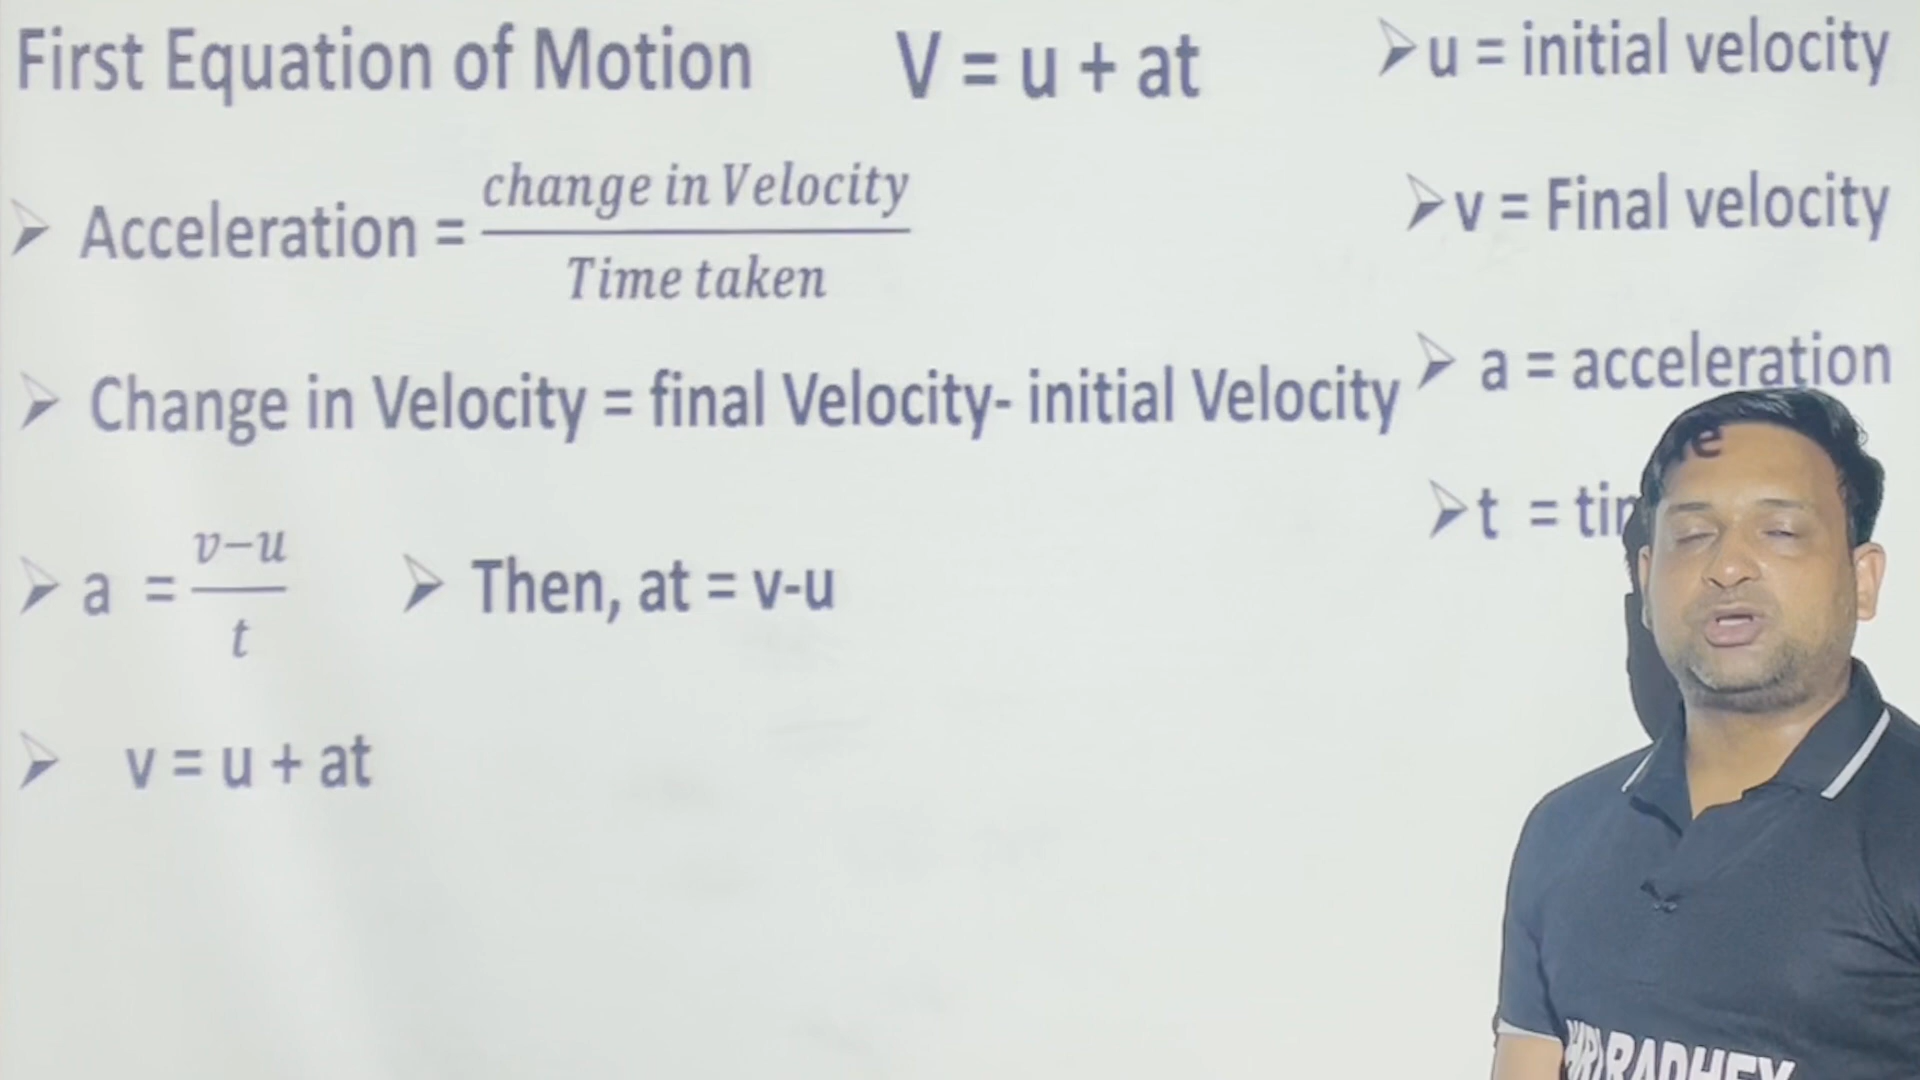 First Equation of Motion V = u + at
➢ Acceleration = change in Velocity / Time taken
➢ Change in Velocity = final Velocity- initial Velocity
➢ a = v−u / t ➢ Then, at = v-u
➢ v = u + at
➢ u = initial velocity
➢ v = Final velocity
➢ a = acceleration
➢ t =
RADHEY